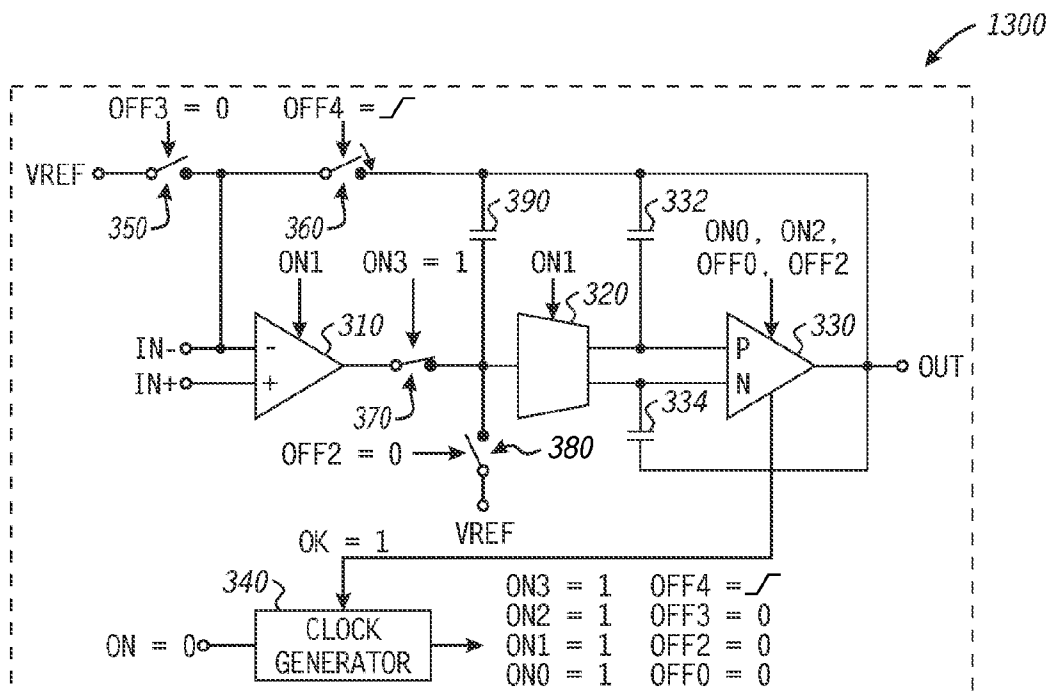 1300
OFF3 = 0
OFF4 =
VREF
350
360
390
332
ON0, ON2,
OFF0, OFF2
ON1
ON3 = 1
ON1
320
310
330
IN-
-
P
OUT
IN+
+
N
370
334
OFF2 = 0
380
VREF
OK = 1
340
ON3 = 1 OFF4 =
ON2 = 1 OFF3 = 0
ON = 0
CLOCK
GENERATOR
ON1 = 1 OFF2 = 0
ON0 = 1 OFF0 = 0